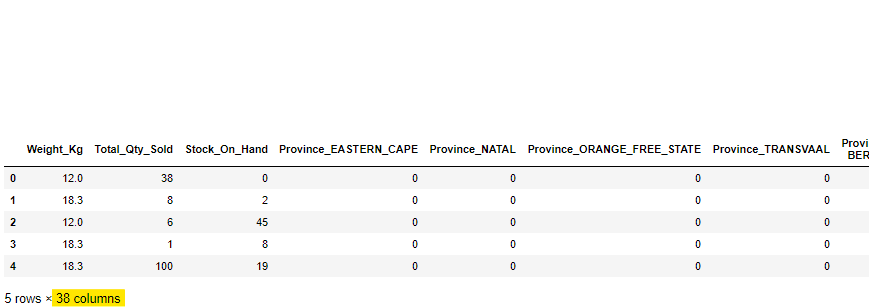 Weight_Kg Total_Qty_Sold Stock_On_Hand Province_EASTERN_CAPE Province_NATAL Province_ORANGE_FREE_STATE Province_TRANSVAAL Provi
BER
0 12.0 38 0 0 0 0 0
1 18.3 8 2 0 0 0 0
2 12.0 6 45 0 0 0 0
3 18.3 1 8 0 0 0 0
4 18.3 100 19 0 0 0 0
5 rows × 38 columns